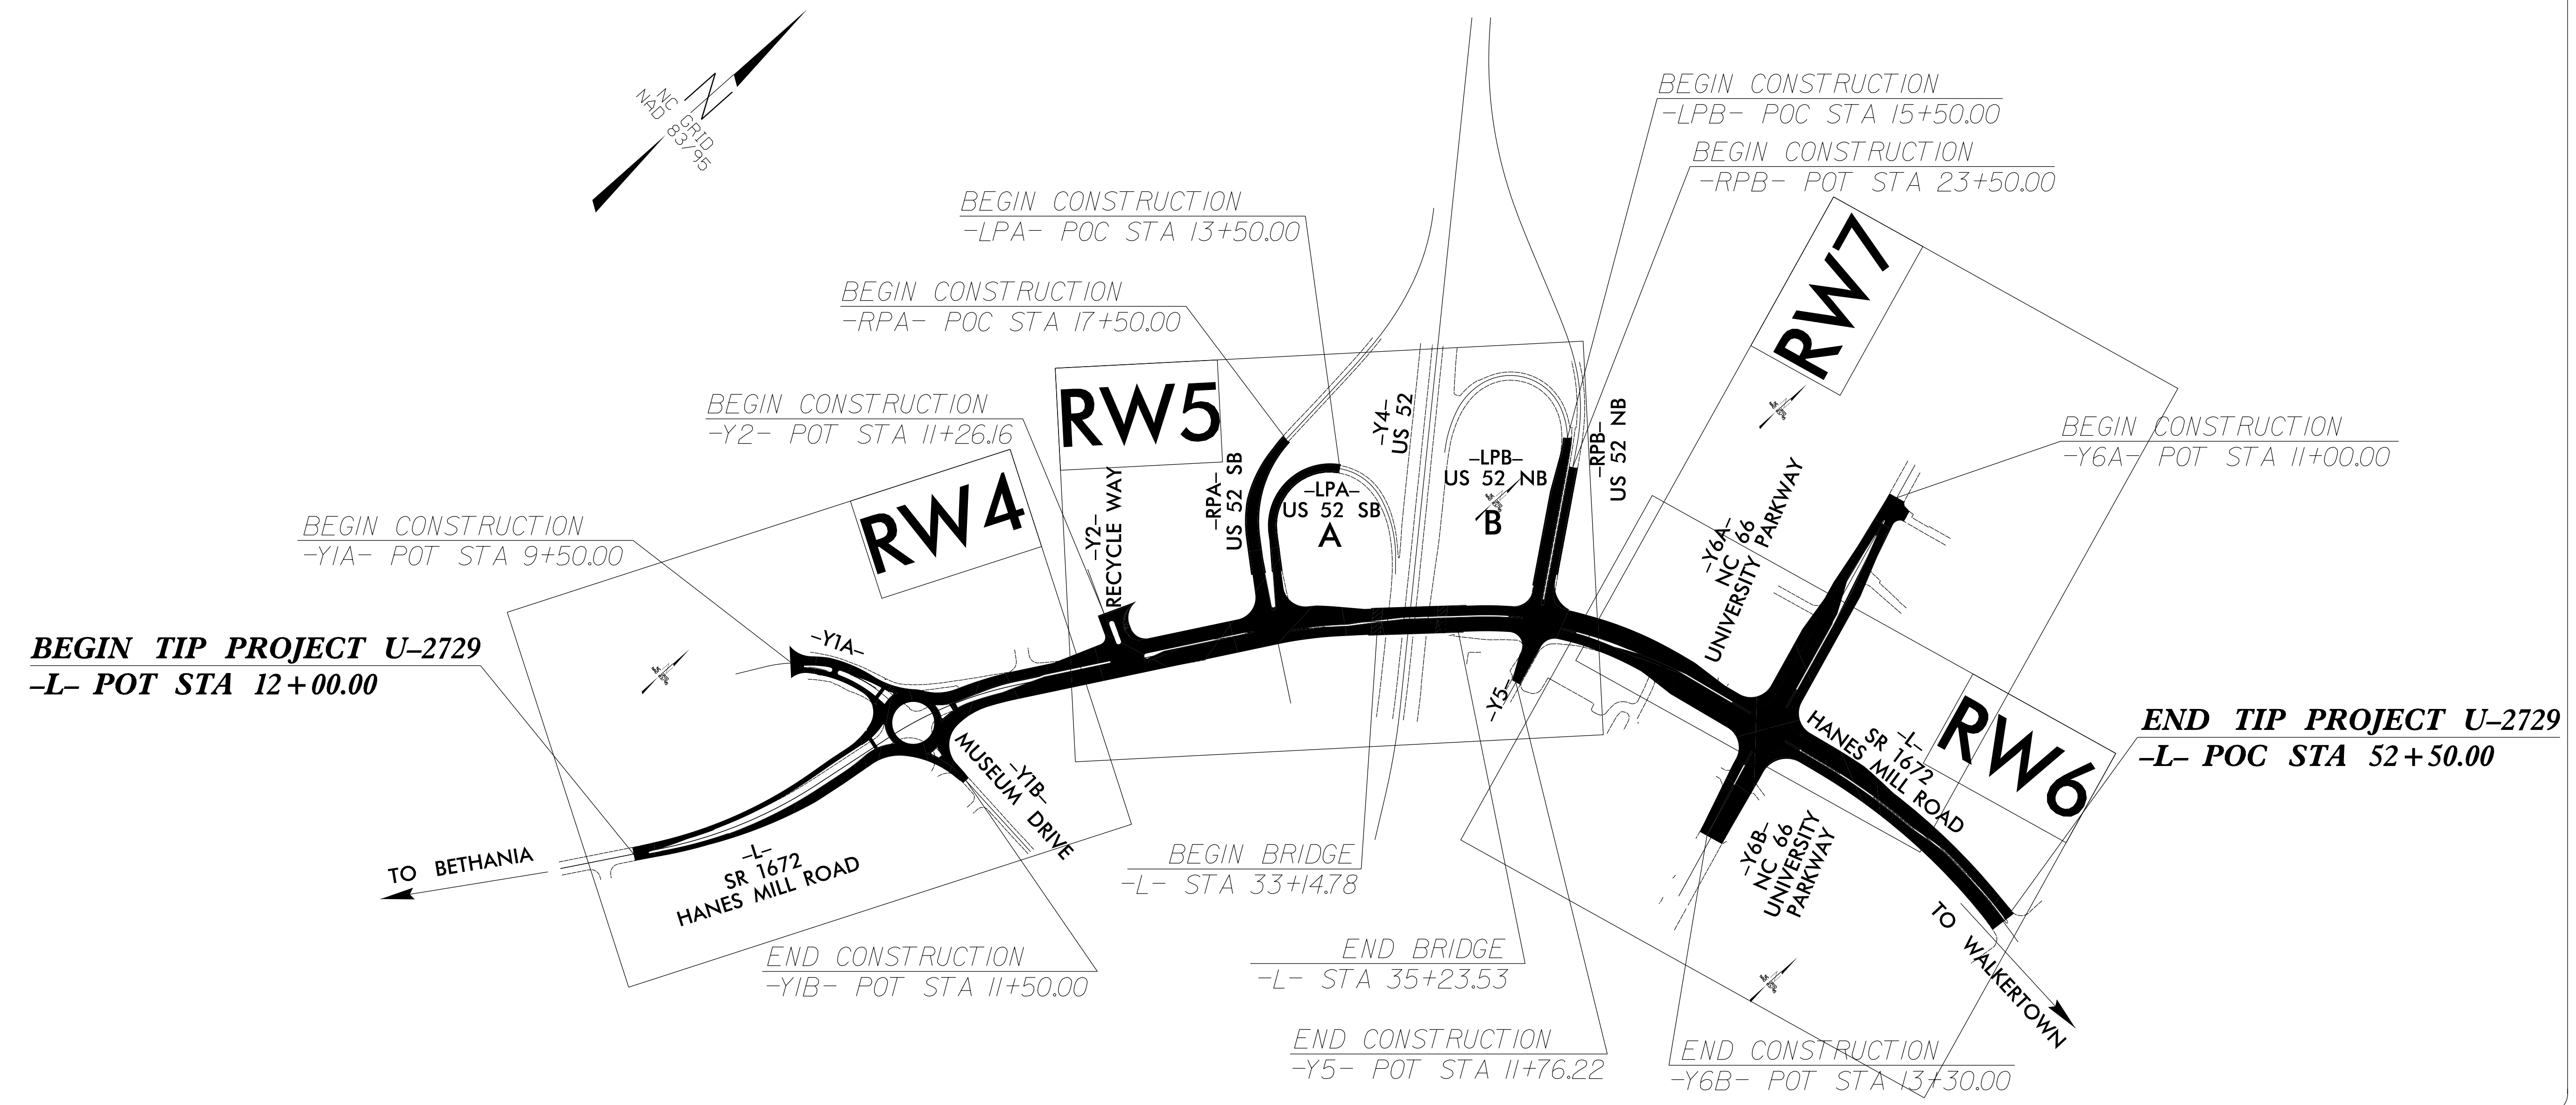 NC GRID
NAD 83/95
N
BEGIN CONSTRUCTION
-LPB- POC STA 15+50.00
BEGIN CONSTRUCTION
-RPB- POT STA 23+50.00
BEGIN CONSTRUCTION
-LPA- POC STA 13+50.00
BEGIN CONSTRUCTION
-RPA- POC STA 17+50.00
BEGIN CONSTRUCTION
-Y2- POT STA 11+26.16
BEGIN CONSTRUCTION
-Y6A- POT STA 11+00.00
BEGIN CONSTRUCTION
-Y1A- POT STA 9+50.00
BEGIN TIP PROJECT U-2729
-L- POT STA 12+00.00
RW4
RW5
RW7
RW6
-Y1A-
-Y2-
RECYCLE WAY
-RPA-
US 52 SB
-LPA-
US 52 SB
A
-Y4-
US 52
-LPB-
US 52 NB
B
-RPB-
US 52 NB
-Y5-
-Y6A-
NC 66
UNIVERSITY PARKWAY
-L-
SR 1672
HANES MILL ROAD
END TIP PROJECT U-2729
-L- POC STA 52+50.00
-Y1B-
MUSEUM DRIVE
TO BETHANIA
-L-
SR 1672
HANES MILL ROAD
-Y6B-
NC 66
UNIVERSITY
PARKWAY
TO WALKERTOWN
BEGIN BRIDGE
-L- STA 33+14.78
END CONSTRUCTION
-Y1B- POT STA 11+50.00
END BRIDGE
-L- STA 35+23.53
END CONSTRUCTION
-Y5- POT STA 11+76.22
END CONSTRUCTION
-Y6B- POT STA 13+30.00